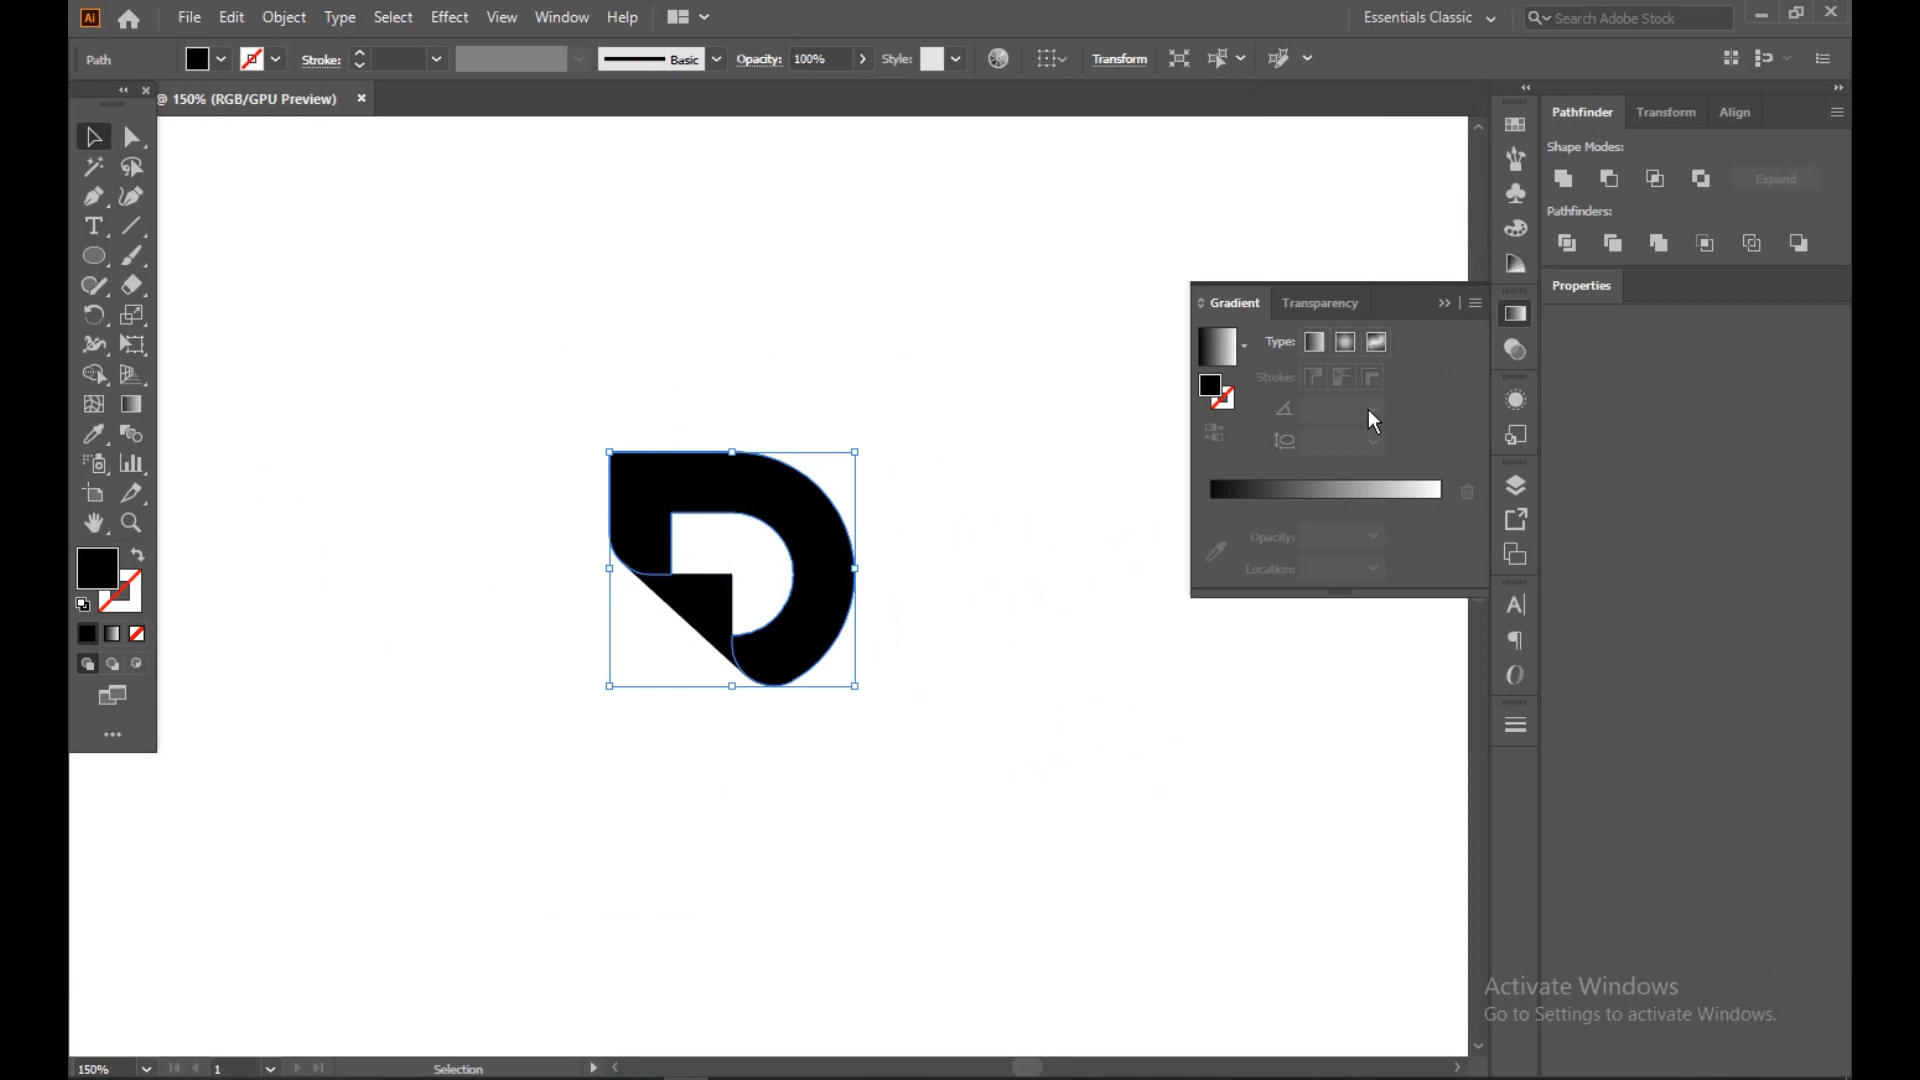 Ai File Edit Object Type Select Effect View Window Help Essentials Classic Search Adobe Stock
Path Stroke: Basic Opacity: 100% Style: Transform
@ 150% (RGB/GPU Preview)
Pathfinder Transform Align
Shape Modes:
Expand
Pathfinders:
Properties
Gradient Transparency
Type:
Stroke:
Opacity:
Location:
Activate Windows
Go to Settings to activate Windows.
150% 1 Selection